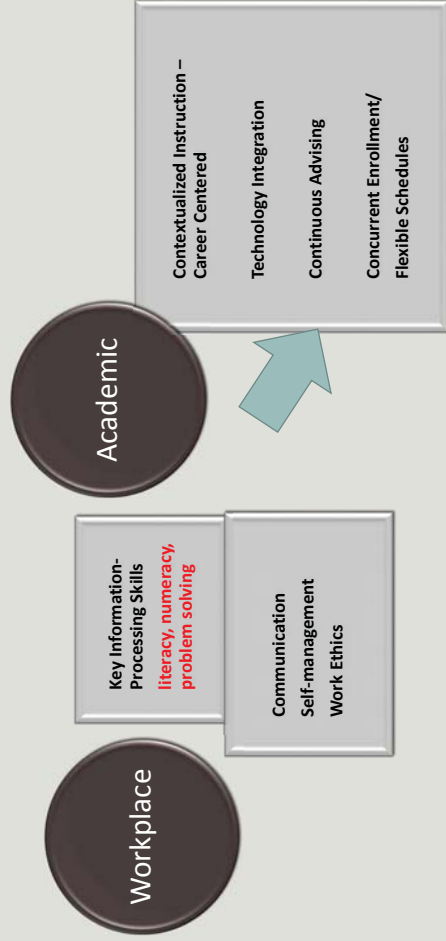 Workplace
Key Information-
Processing Skills
literacy, numeracy,
problem solving
Communication
Self-management
Work Ethics
Academic
Contextualized Instruction –
Career Centered
Technology Integration
Continuous Advising
Concurrent Enrollment/
Flexible Schedules